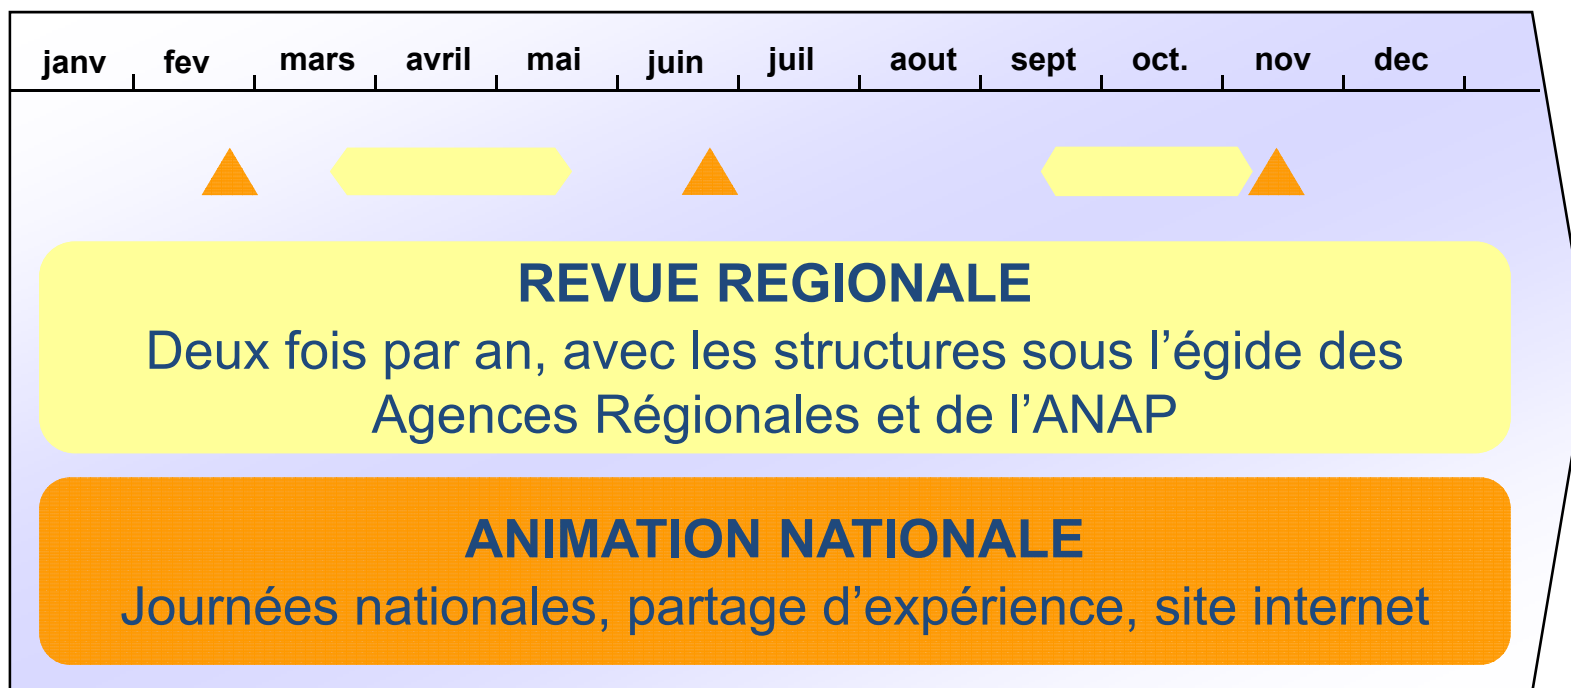 janv fev mars avril mai juin juil aout sept oct. nov dec
REVUE REGIONALE
Deux fois par an, avec les structures sous l’égide des
Agences Régionales et de l’ANAP
ANIMATION NATIONALE
Journées nationales, partage d’expérience, site internet